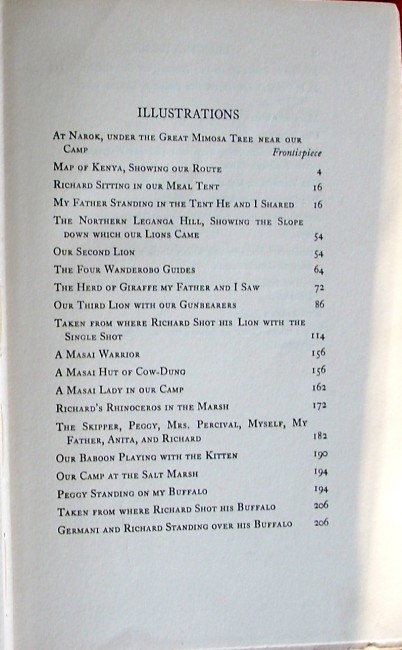 ILLUSTRATIONS
At Narok, under the Great Mimosa Tree near our
Camp Frontispiece
Map of Kenya, Showing our Route 4
Richard Sitting in our Meal Tent 16
My Father Standing in the Tent He and I Shared 16
The Northern Leganga Hill, Showing the Slope
down which our Lions Came 54
Our Second Lion 54
The Four Wanderobo Guides 64
The Herd of Giraffe my Father and I Saw 72
Our Third Lion with our Gunbearers 86
Taken from where Richard Shot his Lion with the
Single Shot 114
A Masai Warrior 156
A Masai Hut of Cow-Dung 156
A Masai Lady in our Camp 162
Richard's Rhinoceros in the Marsh 172
The Skipper, Peggy, Mrs. Percival, Myself, My
Father, Anita, and Richard 182
Our Baboon Playing with the Kitten 190
Our Camp at the Salt Marsh 194
Peggy Standing on my Buffalo 194
Taken from where Richard Shot his Buffalo 206
Germani and Richard Standing over his Buffalo 206